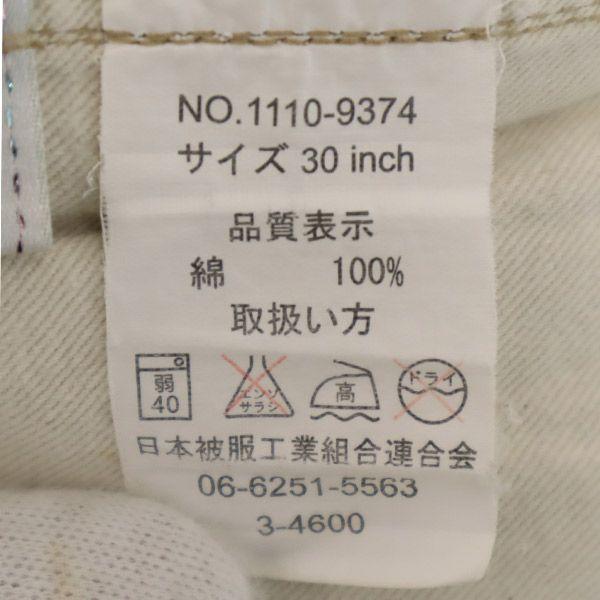 NO.1110-9374
サイズ 30 inch
品質表示
綿 100%
取扱い方
弱 40
エンソサラシ
高
ドライ
日本被服工業組合連合会
06-6251-5563
3-4600